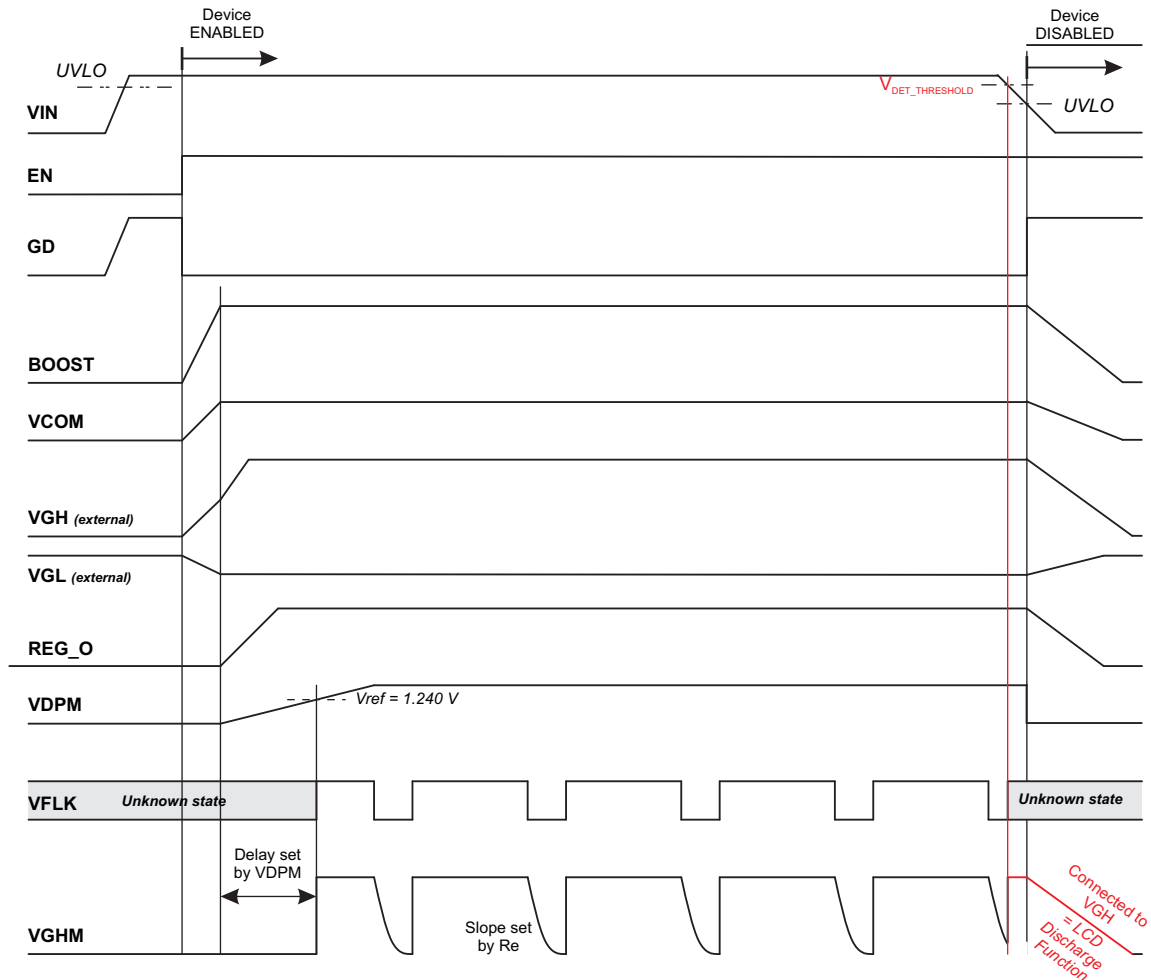 Device
ENABLED
Device
DISABLED
UVLO
VDET_THRESHOLD
UVLO
VIN
EN
GD
BOOST
VCOM
VGH (external)
VGL (external)
REG_O
VDPM
Vref = 1.240 V
VFLK
Unknown state
Unknown state
Delay set
by VDPM
VGHM
Slope set
by Re
Connected to
VGH
= LCD
Discharge
Function